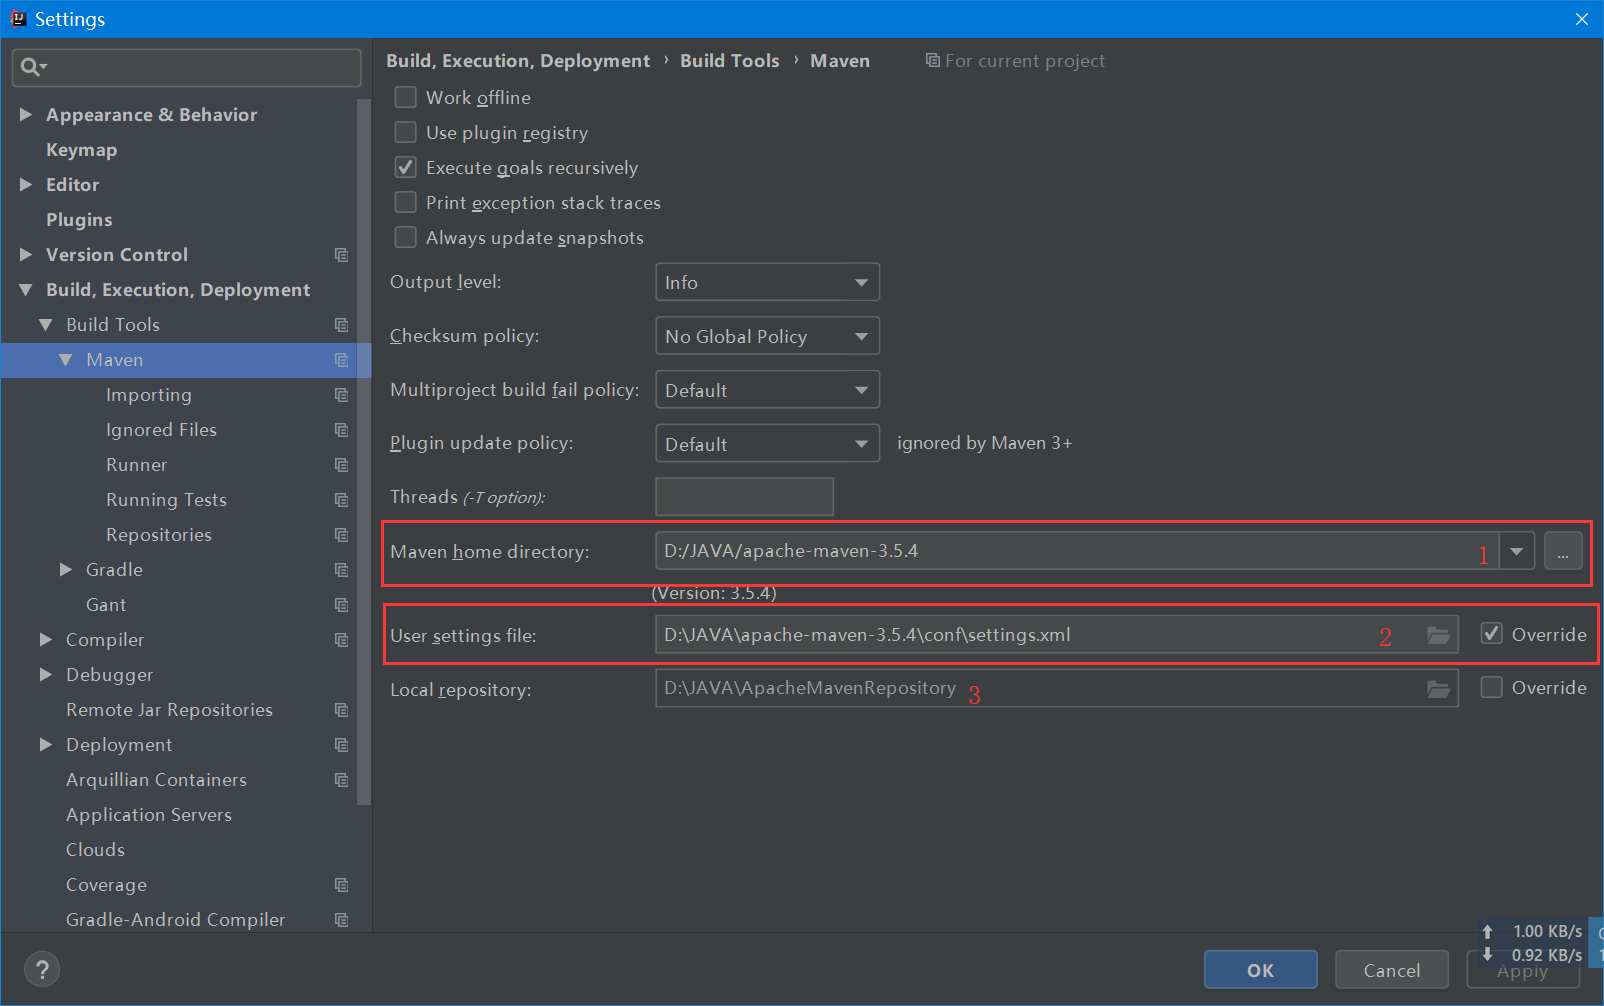 Settings
Appearance & Behavior
Keymap
Editor
Plugins
Version Control
Build, Execution, Deployment
Build Tools
Maven
Importing
Ignored Files
Runner
Running Tests
Repositories
Gradle
Gant
Compiler
Debugger
Remote Jar Repositories
Deployment
Arquillian Containers
Application Servers
Clouds
Coverage
Gradle-Android Compiler
Build, Execution, Deployment › Build Tools › Maven For current project
Work offline
Use plugin registry
Execute goals recursively
Print exception stack traces
Always update snapshots
Output level: Info
Checksum policy: No Global Policy
Multiproject build fail policy: Default
Plugin update policy: Default ignored by Maven 3+
Threads (-T option):
Maven home directory: D:/JAVA/apache-maven-3.5.4 1 ...
(Version: 3.5.4)
User settings file: D:\JAVA\apache-maven-3.5.4\conf\settings.xml 2 Override
Local repository: D:\JAVA\ApacheMavenRepository 3 Override
1.00 KB/s
0.92 KB/s
? OK Cancel Apply